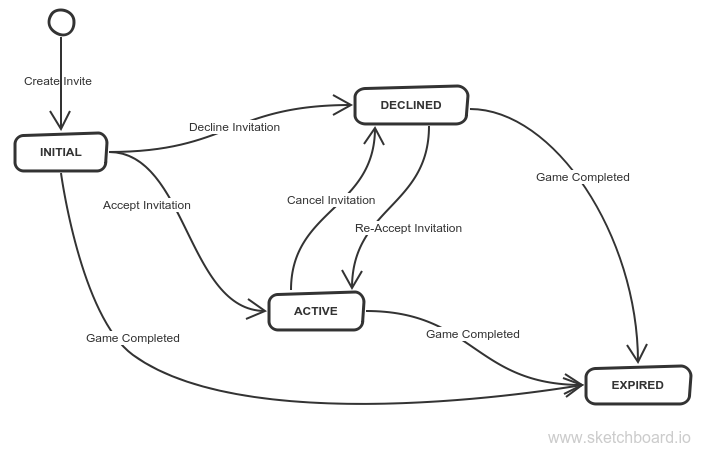 Create Invite
DECLINED
Decline Invitation
INITIAL
Game Completed
Cancel Invitation
Accept Invitation
Re-Accept Invitation
ACTIVE
Game Completed
Game Completed
EXPIRED
www.sketchboard.io